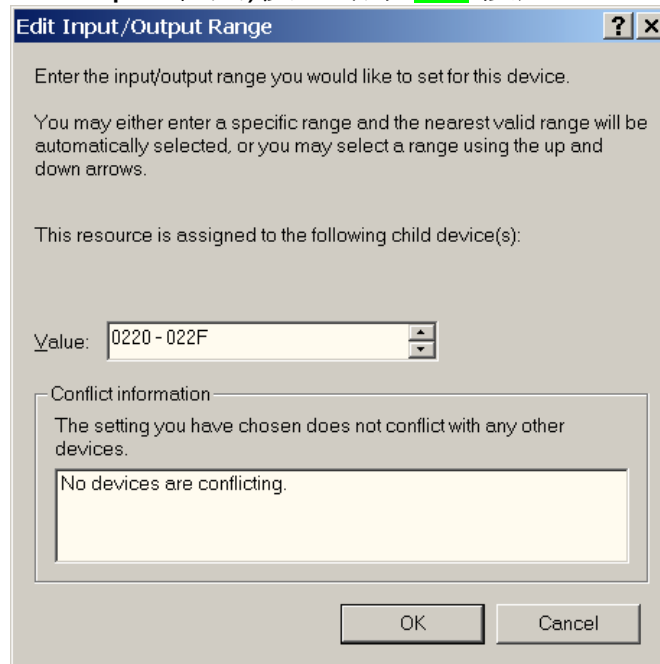 Edit Input/Output Range
Enter the input/output range you would like to set for this device.
You may either enter a specific range and the nearest valid range will be
automatically selected, or you may select a range using the up and
down arrows.
This resource is assigned to the following child device(s):
Value: 0220 - 022F
Conflict information
The setting you have chosen does not conflict with any other
devices.
No devices are conflicting.
OK Cancel